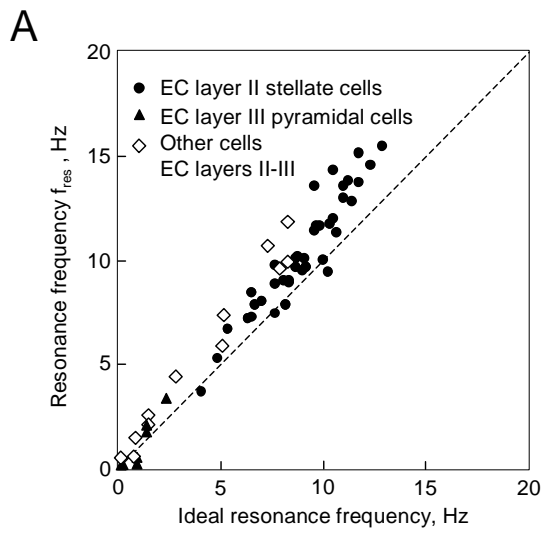 A
20
15
10
5
0
Resonance frequency fres , Hz
EC layer II stellate cells
EC layer III pyramidal cells
Other cells
EC layers II-III
0 5 10 15 20
Ideal resonance frequency, Hz